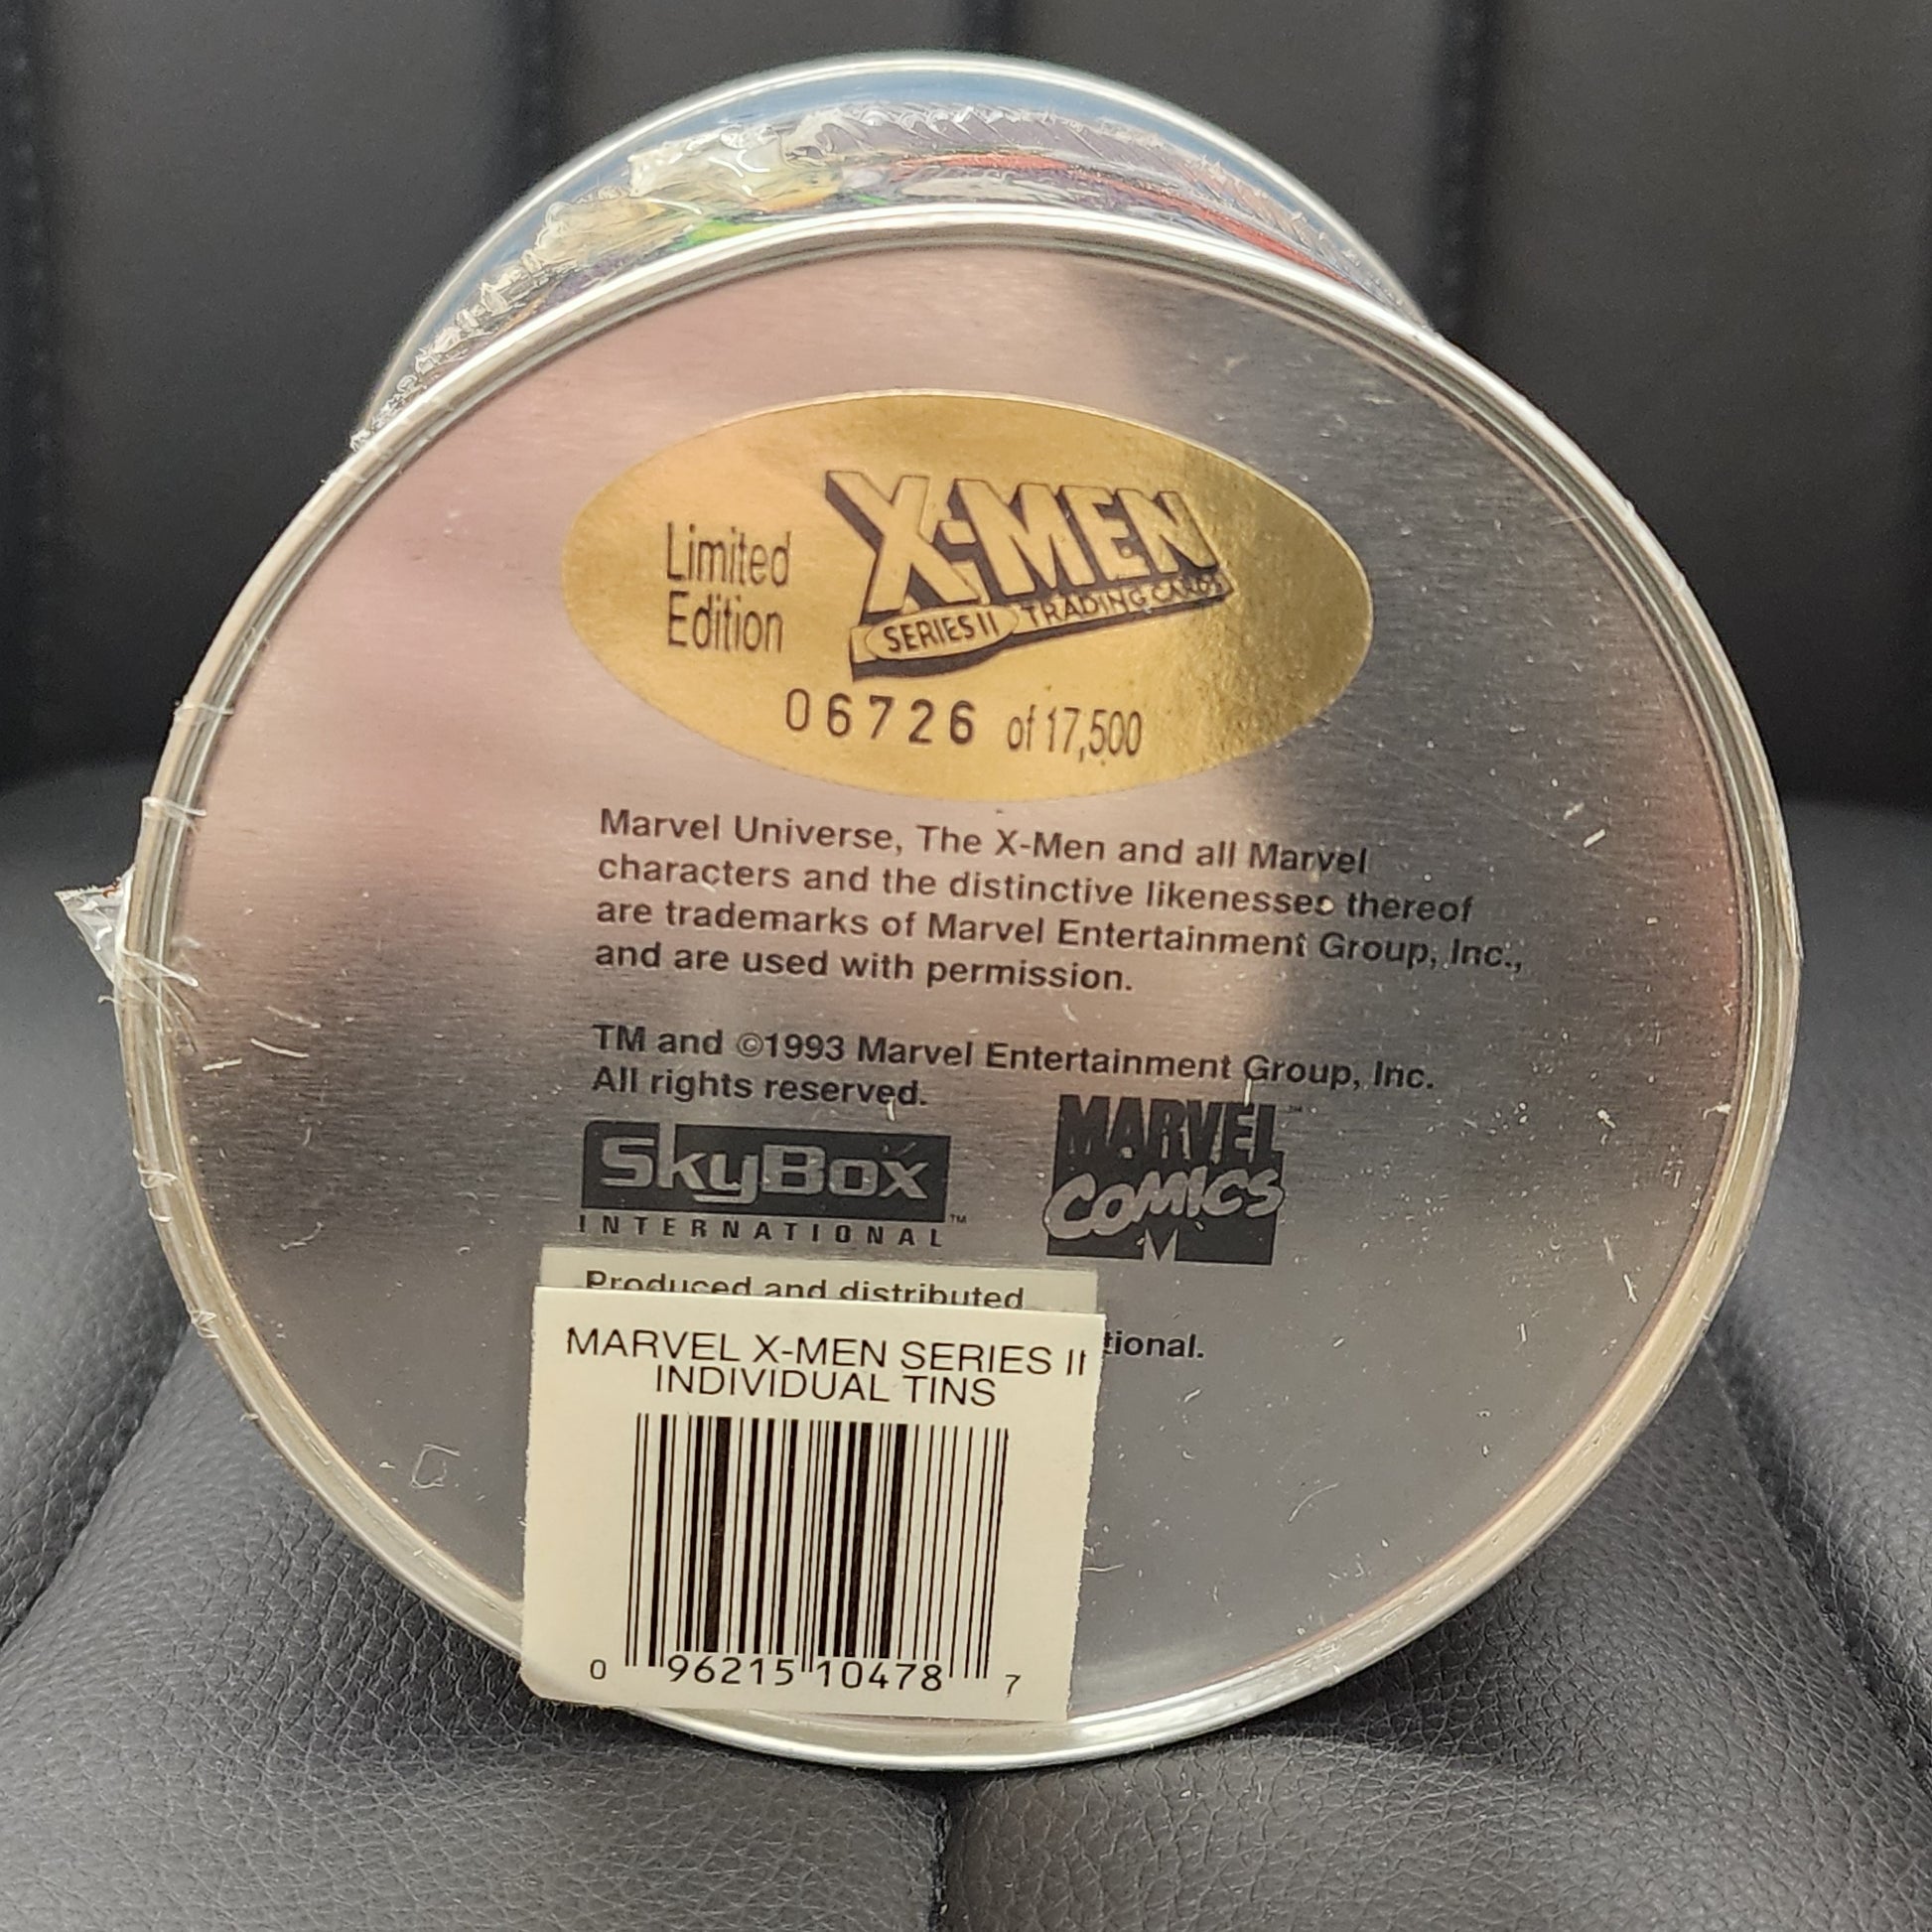 Limited
Edition
X-MEN
SERIES II TRADING CARDS
06726 of 17,500
Marvel Universe, The X-Men and all Marvel
characters and the distinctive likenesses thereof
are trademarks of Marvel Entertainment Group, Inc.,
and are used with permission.
TM and ©1993 Marvel Entertainment Group, Inc.
All rights reserved.
SkyBox
INTERNATIONAL™
MARVEL™
COMICS
M
Produced and distributed
tional.
MARVEL X-MEN SERIES II
INDIVIDUAL TINS
0 96215 10478 7